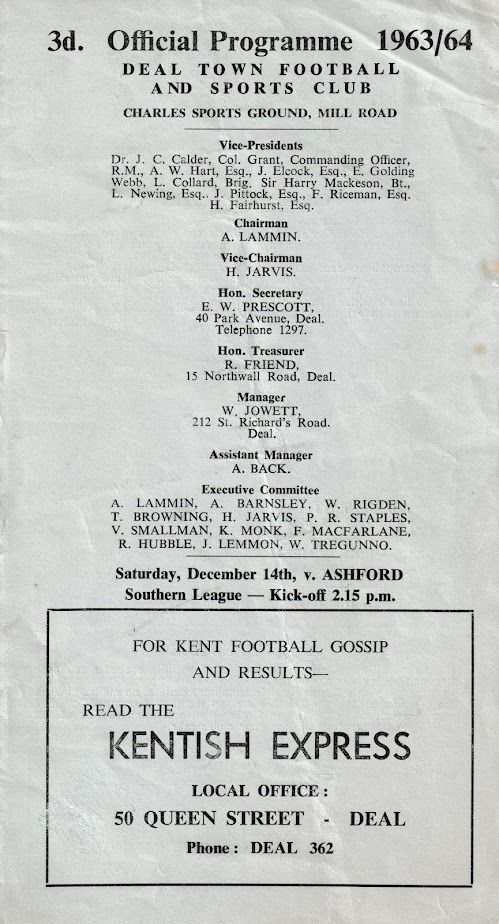 3d. Official Programme 1963/64
DEAL TOWN FOOTBALL
AND SPORTS CLUB
CHARLES SPORTS GROUND, MILL ROAD
Vice-Presidents
Dr. J. C. Calder, Col. Grant, Commanding Officer,
R.M., A. W. Hart, Esq., J. Elcock, Esq., E. Golding
Webb, L. Collard, Brig. Sir Harry Mackeson, Bt.,
L. Newing, Esq., J. Pittock, Esq., F. Riceman, Esq.
H. Fairhurst, Esq.
Chairman
A. LAMMIN.
Vice-Chairman
H. JARVIS.
Hon. Secretary
E. W. PRESCOTT,
40 Park Avenue, Deal.
Telephone 1297.
Hon. Treasurer
R. FRIEND,
15 Northwall Road, Deal.
Manager
W. JOWETT,
212 St. Richard's Road.
Deal.
Assistant Manager
A. BACK.
Executive Committee
A. LAMMIN, A. BARNSLEY, W. RIGDEN,
T. BROWNING, H. JARVIS, P. R. STAPLES,
V. SMALLMAN, K. MONK, F. MACFARLANE,
R. HUBBLE, J. LEMMON, W. TREGUNNO.
Saturday, December 14th, v. ASHFORD
Southern League — Kick-off 2.15 p.m.
FOR KENT FOOTBALL GOSSIP
AND RESULTS—
READ THE
KENTISH EXPRESS
LOCAL OFFICE :
50 QUEEN STREET - DEAL
Phone : DEAL 362